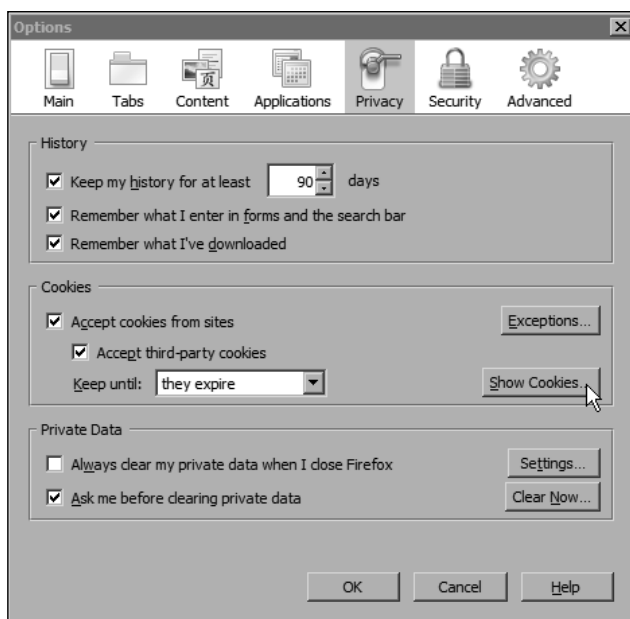 Options
Main Tabs Content Applications Privacy Security Advanced
页
History
Keep my history for at least 90 days
Remember what I enter in forms and the search bar
Remember what I've downloaded
Cookies
Accept cookies from sites Exceptions...
Accept third-party cookies
Keep until: they expire Show Cookies...
Private Data
Always clear my private data when I close Firefox Settings...
Ask me before clearing private data Clear Now...
OK Cancel Help